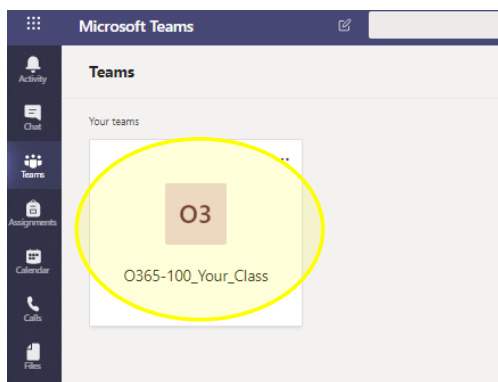 Microsoft Teams
Activity
Teams
Chat
Your teams
Teams
...
O3
Assignments
O365-100_Your_Class
Calendar
Calls
Files